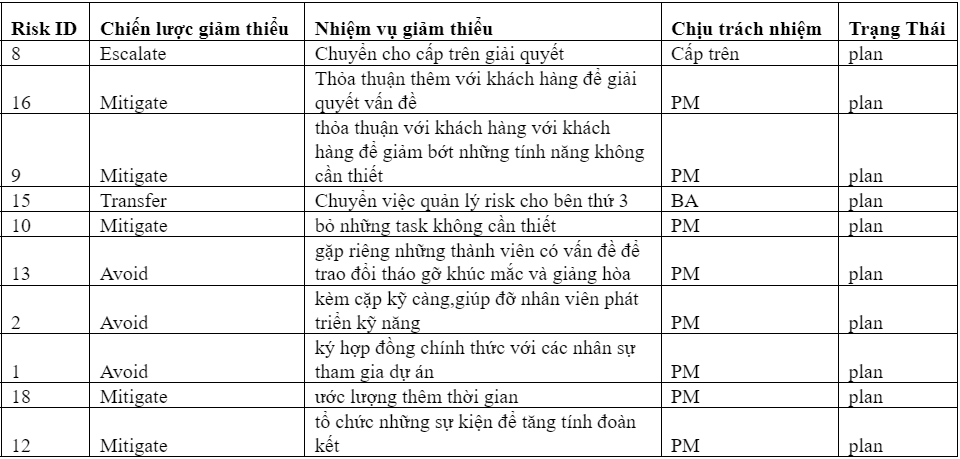 Risk ID Chiến lược giảm thiểu Nhiệm vụ giảm thiểu Chịu trách nhiệm Trạng Thái
8 Escalate Chuyển cho cấp trên giải quyết Cấp trên plan
Thỏa thuận thêm với khách hàng để giải
16 Mitigate quyết vấn đề PM plan
thỏa thuận với khách hàng với khách
hàng để giảm bớt những tính năng không
9 Mitigate cần thiết PM plan
15 Transfer Chuyển việc quản lý risk cho bên thứ 3 BA plan
10 Mitigate bỏ những task không cần thiết PM plan
gặp riêng những thành viên có vấn đề để
13 Avoid trao đổi tháo gỡ khúc mắc và giảng hòa PM plan
kèm cặp kỹ càng,giúp đỡ nhân viên phát
2 Avoid triển kỹ năng PM plan
ký hợp đồng chính thức với các nhân sự
1 Avoid tham gia dự án PM plan
18 Mitigate ước lượng thêm thời gian PM plan
tổ chức những sự kiện để tăng tính đoàn
12 Mitigate kết PM plan